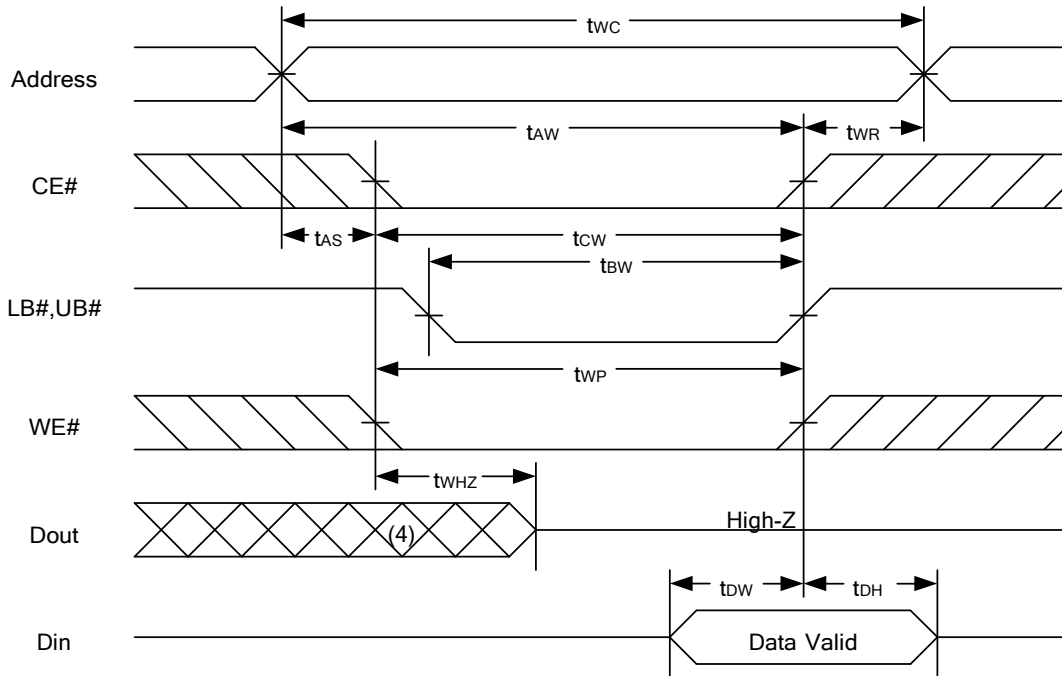 tWC
Address
tAW
tWR
CE#
tAS
tCW
tBW
LB#,UB#
tWP
WE#
tWHZ
High-Z
Dout
(4)
tDW
tDH
Din
Data Valid